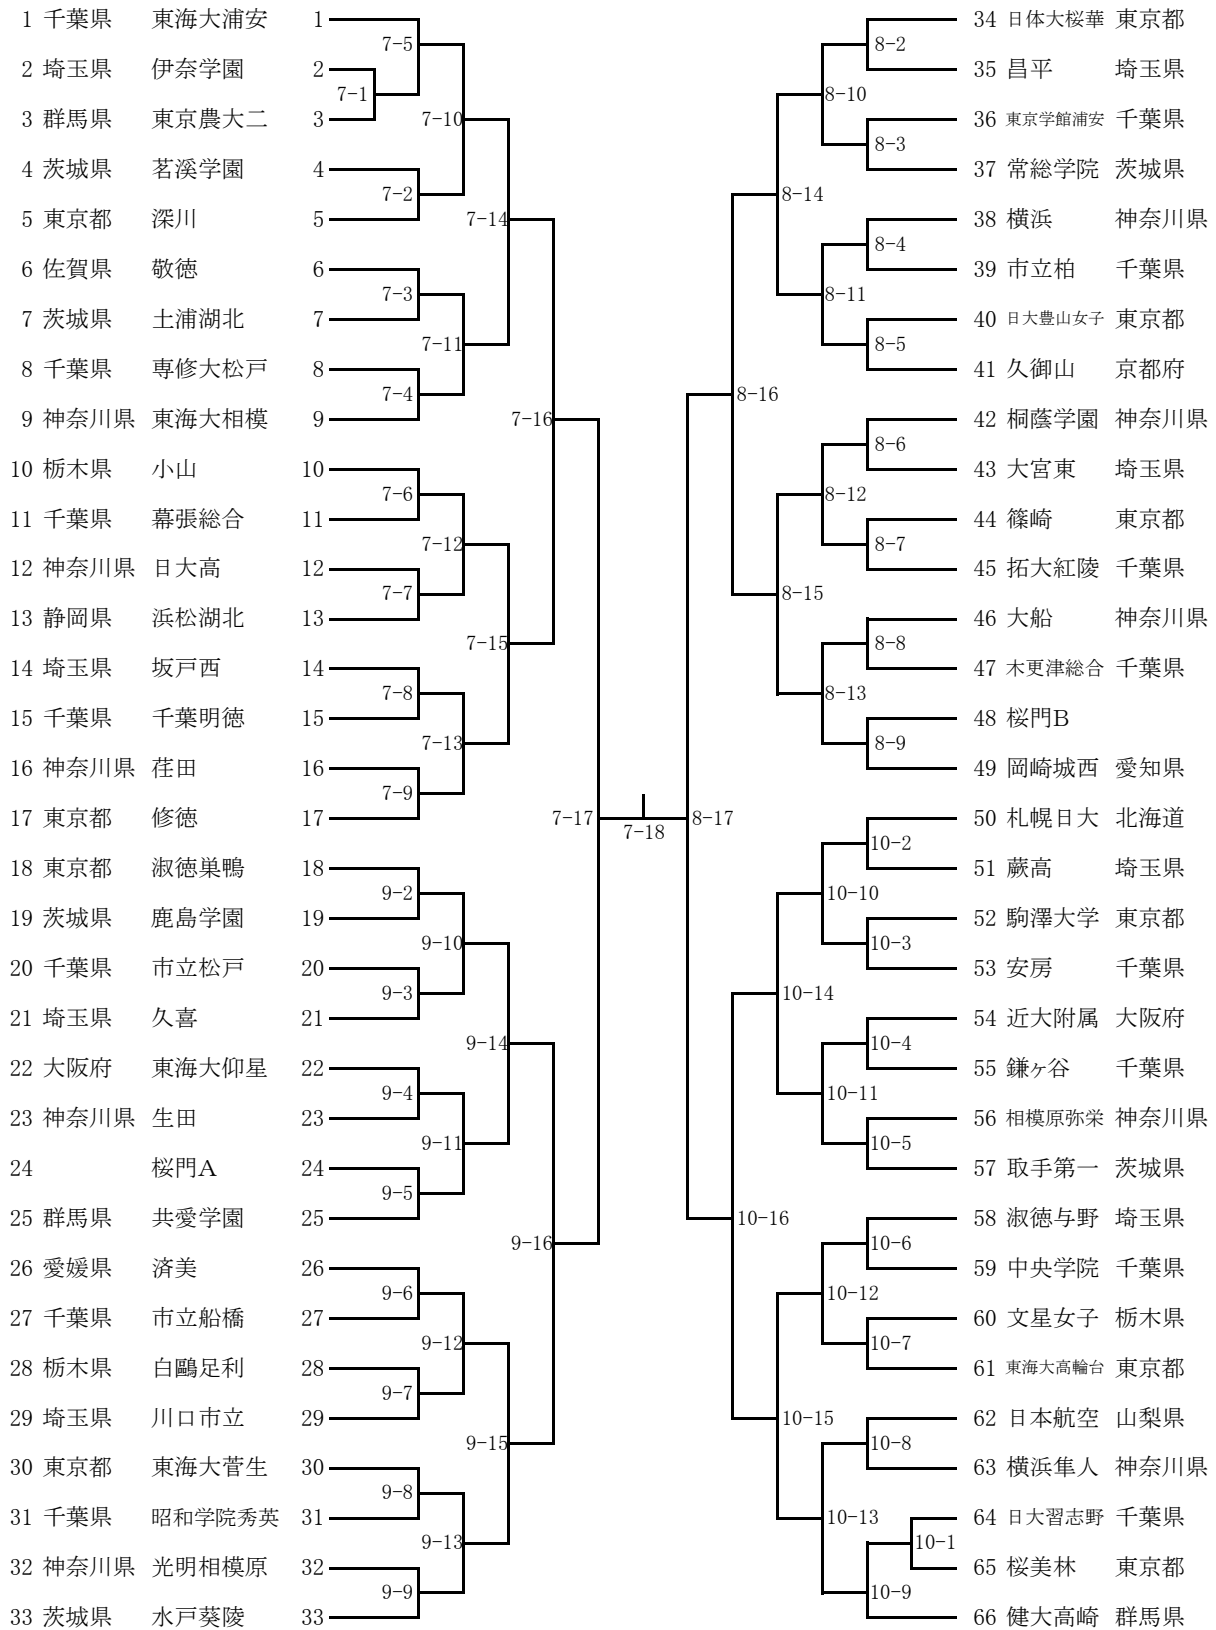 1 千葉県 東海大浦安 1
2 埼玉県 伊奈学園 2
3 群馬県 東京農大二 3
4 茨城県 茗溪学園 4
5 東京都 深川 5
6 佐賀県 敬徳 6
7 茨城県 土浦湖北 7
8 千葉県 専修大松戸 8
9 神奈川県 東海大相模 9
10 栃木県 小山 10
11 千葉県 幕張総合 11
12 神奈川県 日大高 12
13 静岡県 浜松湖北 13
14 埼玉県 坂戸西 14
15 千葉県 千葉明徳 15
16 神奈川県 荏田 16
17 東京都 修徳 17
18 東京都 淑徳巣鴨 18
19 茨城県 鹿島学園 19
20 千葉県 市立松戸 20
21 埼玉県 久喜 21
22 大阪府 東海大仰星 22
23 神奈川県 生田 23
24 桜門A 24
25 群馬県 共愛学園 25
26 愛媛県 済美 26
27 千葉県 市立船橋 27
28 栃木県 白鷗足利 28
29 埼玉県 川口市立 29
30 東京都 東海大菅生 30
31 千葉県 昭和学院秀英 31
32 神奈川県 光明相模原 32
33 茨城県 水戸葵陵 33
7-5
7-1
7-10
7-2
7-14
7-3
7-11
7-4
7-16
7-6
7-12
7-7
7-15
7-8
7-13
7-9
7-17
9-2
9-10
9-3
9-14
9-4
9-11
9-5
9-16
9-6
9-12
9-7
9-15
9-8
9-13
9-9
7-18
8-2
8-10
8-3
8-14
8-4
8-11
8-5
8-16
8-6
8-12
8-7
8-15
8-8
8-13
8-9
8-17
10-2
10-10
10-3
10-14
10-4
10-11
10-5
10-16
10-6
10-12
10-7
10-15
10-8
10-13
10-1
10-9
34 日体大桜華 東京都
35 昌平 埼玉県
36 東京学館浦安 千葉県
37 常総学院 茨城県
38 横浜 神奈川県
39 市立柏 千葉県
40 日大豊山女子 東京都
41 久御山 京都府
42 桐蔭学園 神奈川県
43 大宮東 埼玉県
44 篠崎 東京都
45 拓大紅陵 千葉県
46 大船 神奈川県
47 木更津総合 千葉県
48 桜門B
49 岡崎城西 愛知県
50 札幌日大 北海道
51 蕨高 埼玉県
52 駒澤大学 東京都
53 安房 千葉県
54 近大附属 大阪府
55 鎌ヶ谷 千葉県
56 相模原弥栄 神奈川県
57 取手第一 茨城県
58 淑徳与野 埼玉県
59 中央学院 千葉県
60 文星女子 栃木県
61 東海大高輪台 東京都
62 日本航空 山梨県
63 横浜隼人 神奈川県
64 日大習志野 千葉県
65 桜美林 東京都
66 健大高崎 群馬県